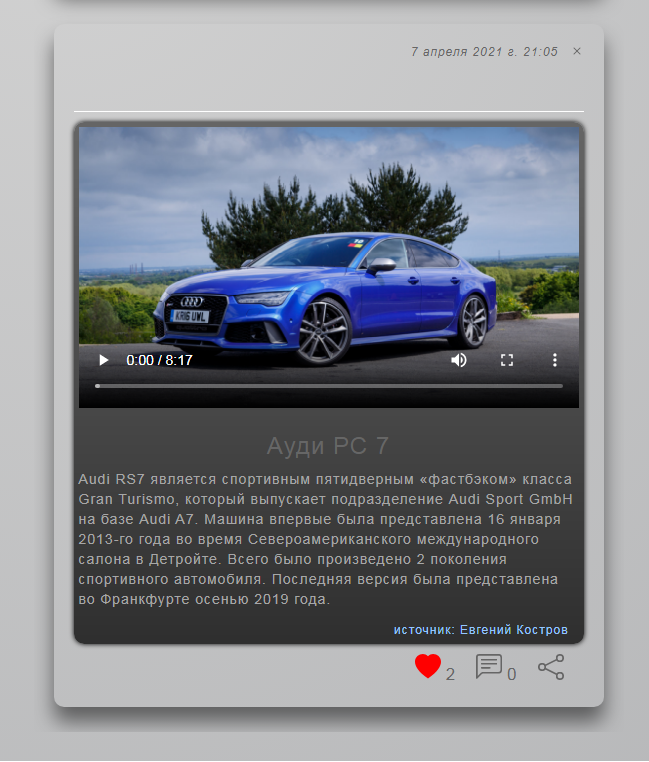 7 апреля 2021 г. 21:05 ×
KR16 UWL
0:00 / 8:17
Ауди РС 7
Audi RS7 является спортивным пятидверным «фастбэком» класса
Gran Turismo, который выпускает подразделение Audi Sport GmbH
на базе Audi A7. Машина впервые была представлена 16 января
2013-го года во время Североамериканского международного
салона в Детройте. Всего было произведено 2 поколения
спортивного автомобиля. Последняя версия была представлена
во Франкфурте осенью 2019 года.
источник: Евгений Костров
2 0